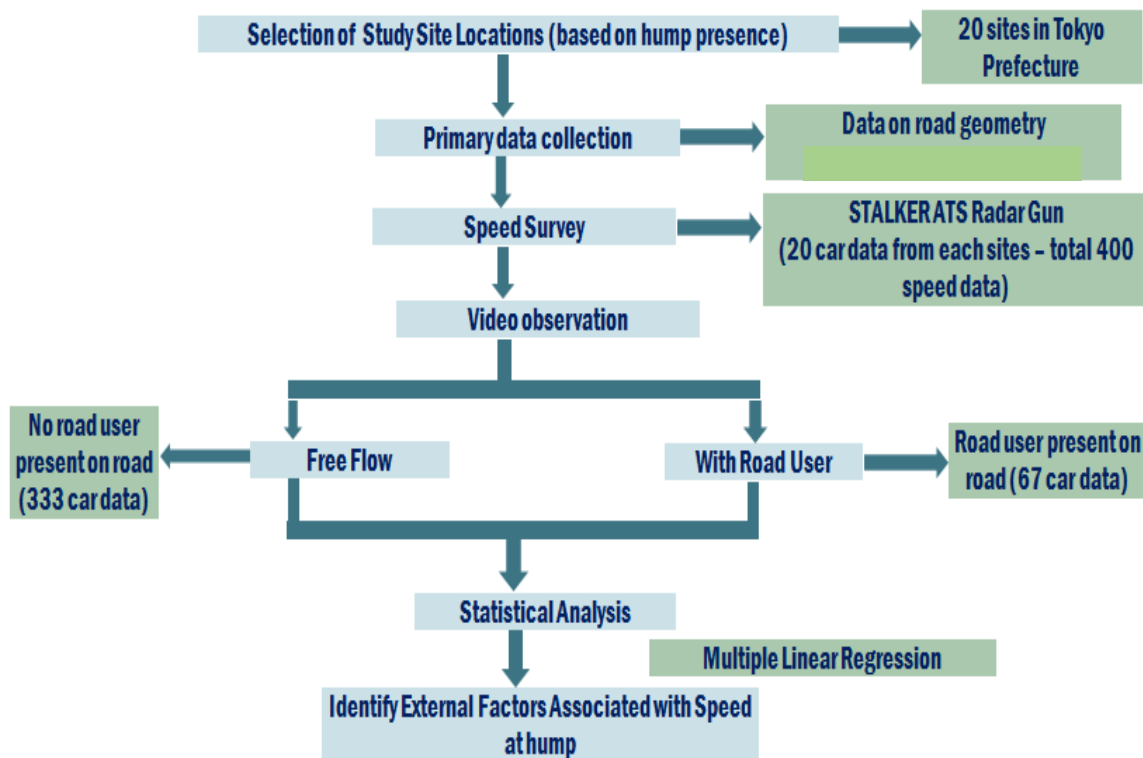 Selection of Study Site Locations (based on hump presence)
20 sites in Tokyo
Prefecture
Primary data collection
Data on road geometry
Speed Survey
STALKER ATS Radar Gun
(20 car data from each sites – total 400
speed data)
Video observation
No road user
present on road
(333 car data)
Free Flow
With Road User
Road user present on
road (67 car data)
Statistical Analysis
Multiple Linear Regression
Identify External Factors Associated with Speed
at hump